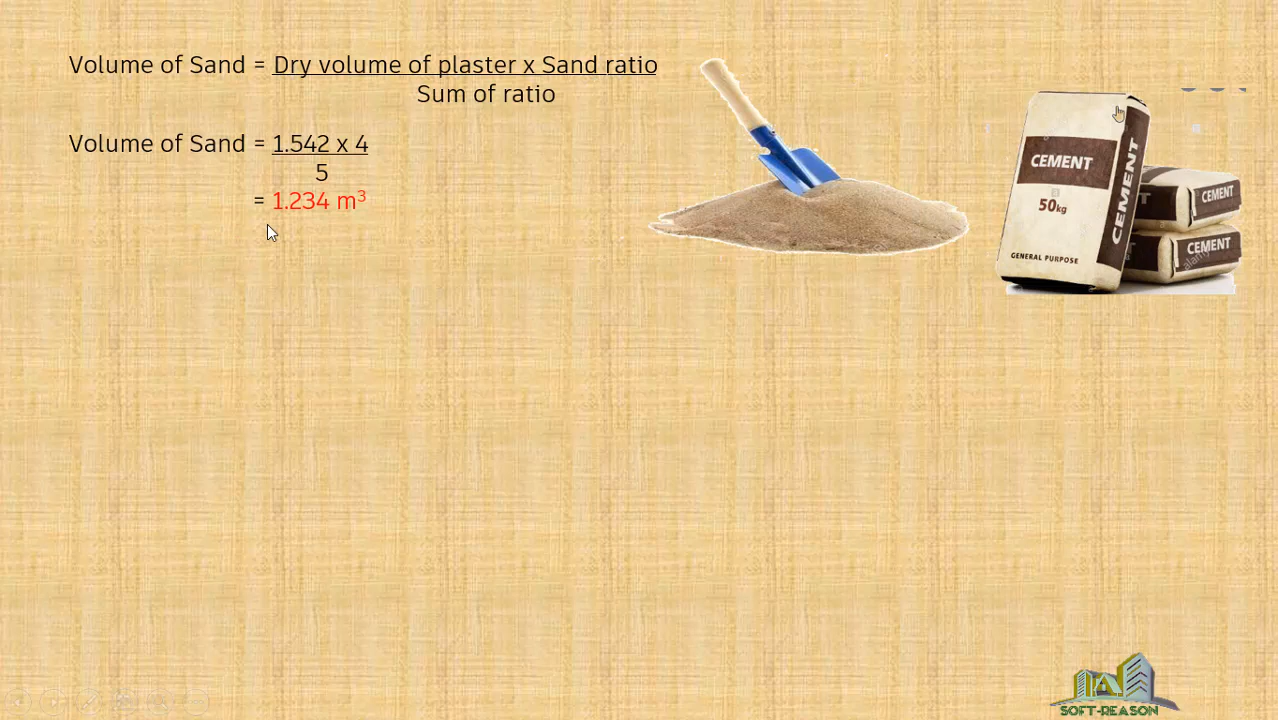 Volume of Sand = Dry volume of plaster x Sand ratio
Sum of ratio
Volume of Sand = 1.542 x 4
5
= 1.234 m³
CEMENT
50kg
GENERAL PURPOSE
CEMENT
CEMENT
CEMENT
alamy
SOFT-REASON